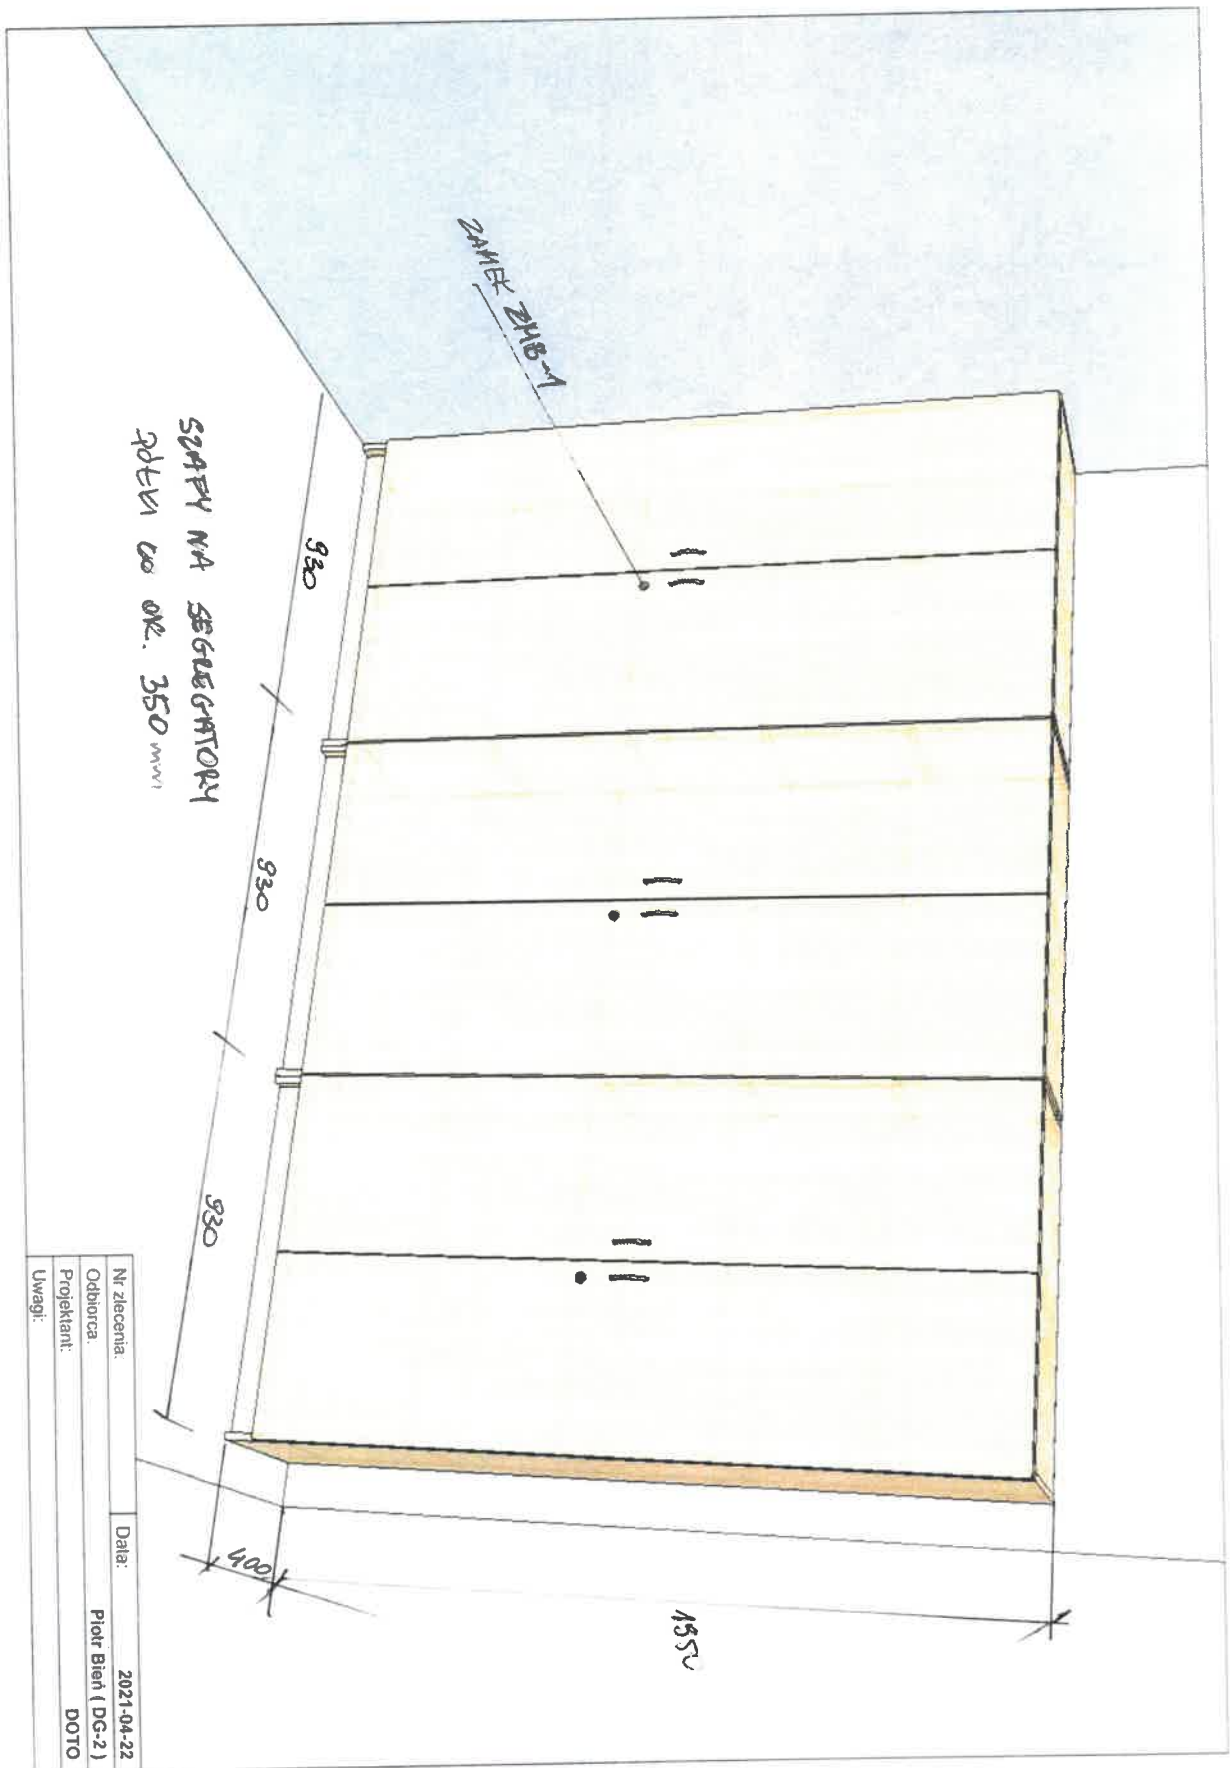 ZAMEK ZMB-1
930
930
930
SZAFY NA SEGREGATORY
PÓŁKI CO OK. 350 mm
400
1950
Nr zlecenia:
Data: 2021-04-22
Odbiorca: Piotr Bień ( DG-2 )
Projektant: DOTO
Uwagi: